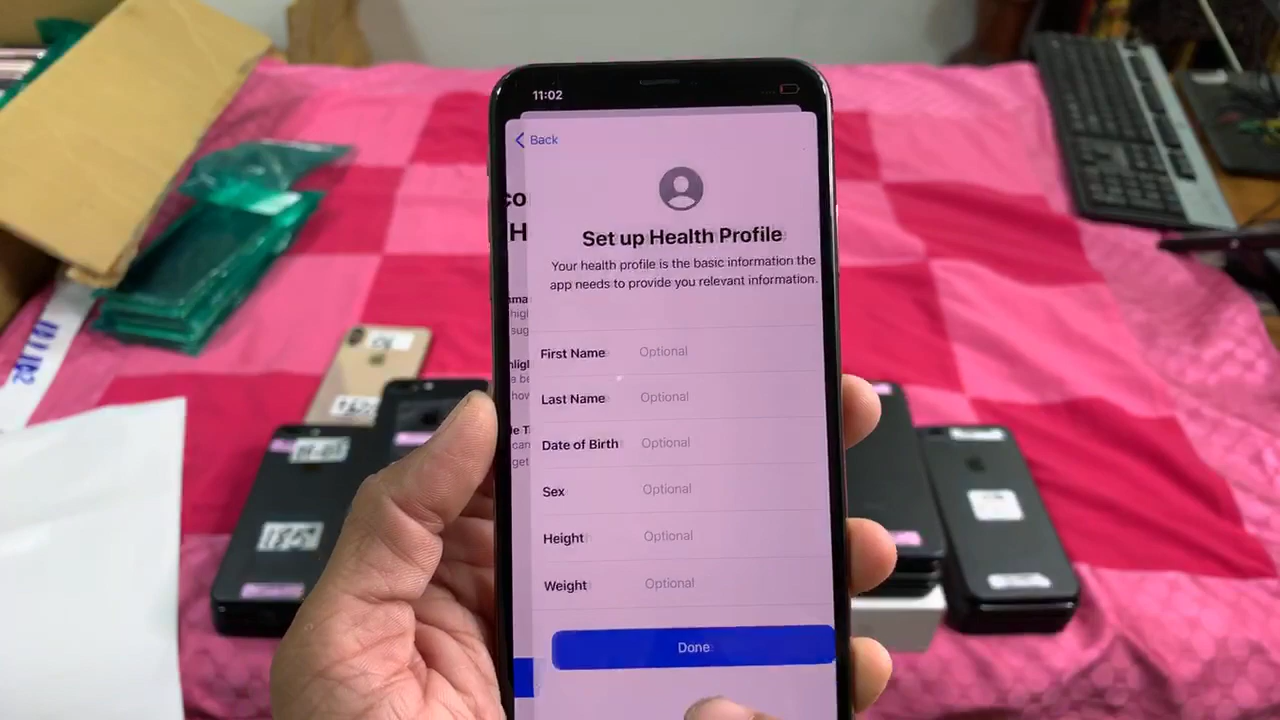 11:02
Back
Set up Health Profile
Your health profile is the basic information the
app needs to provide you relevant information.
First Name Optional
Last Name Optional
Date of Birth Optional
Sex Optional
Height Optional
Weight Optional
Done